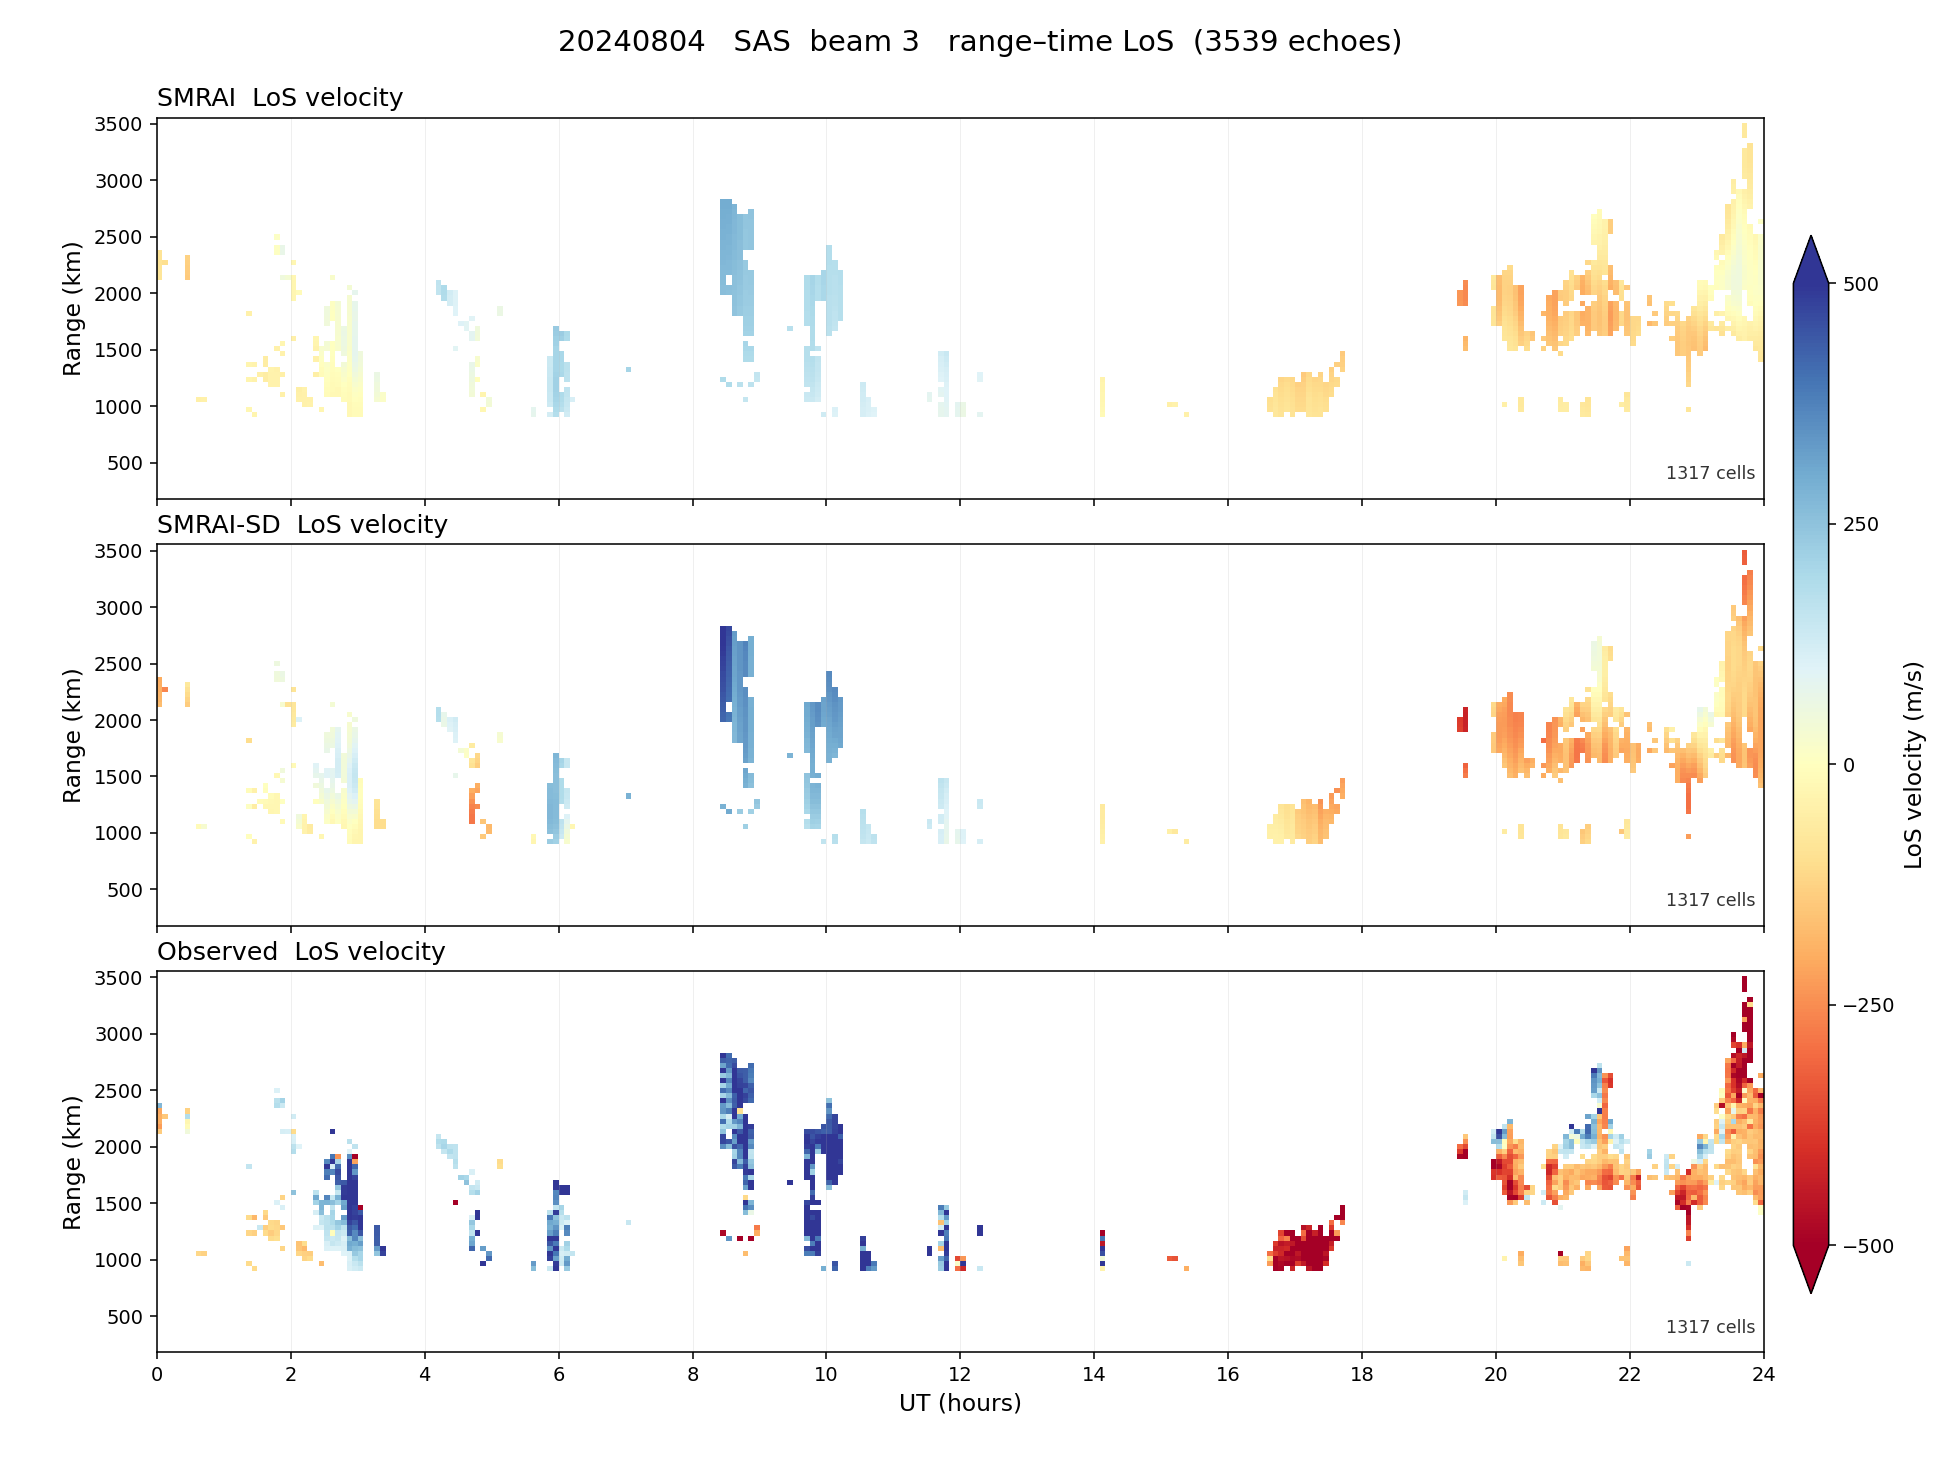 20240804 SAS beam 3 range–time LoS (3539 echoes)
SMRAI LoS velocity
3500
3000
2500
2000
1500
1000
500
Range (km)
1317 cells
SMRAI-SD LoS velocity
3500
3000
2500
2000
1500
1000
500
Range (km)
1317 cells
Observed LoS velocity
3500
3000
2500
2000
1500
1000
500
Range (km)
1317 cells
0 2 4 6 8 10 12 14 16 18 20 22 24
UT (hours)
500
250
0
−250
−500
LoS velocity (m/s)